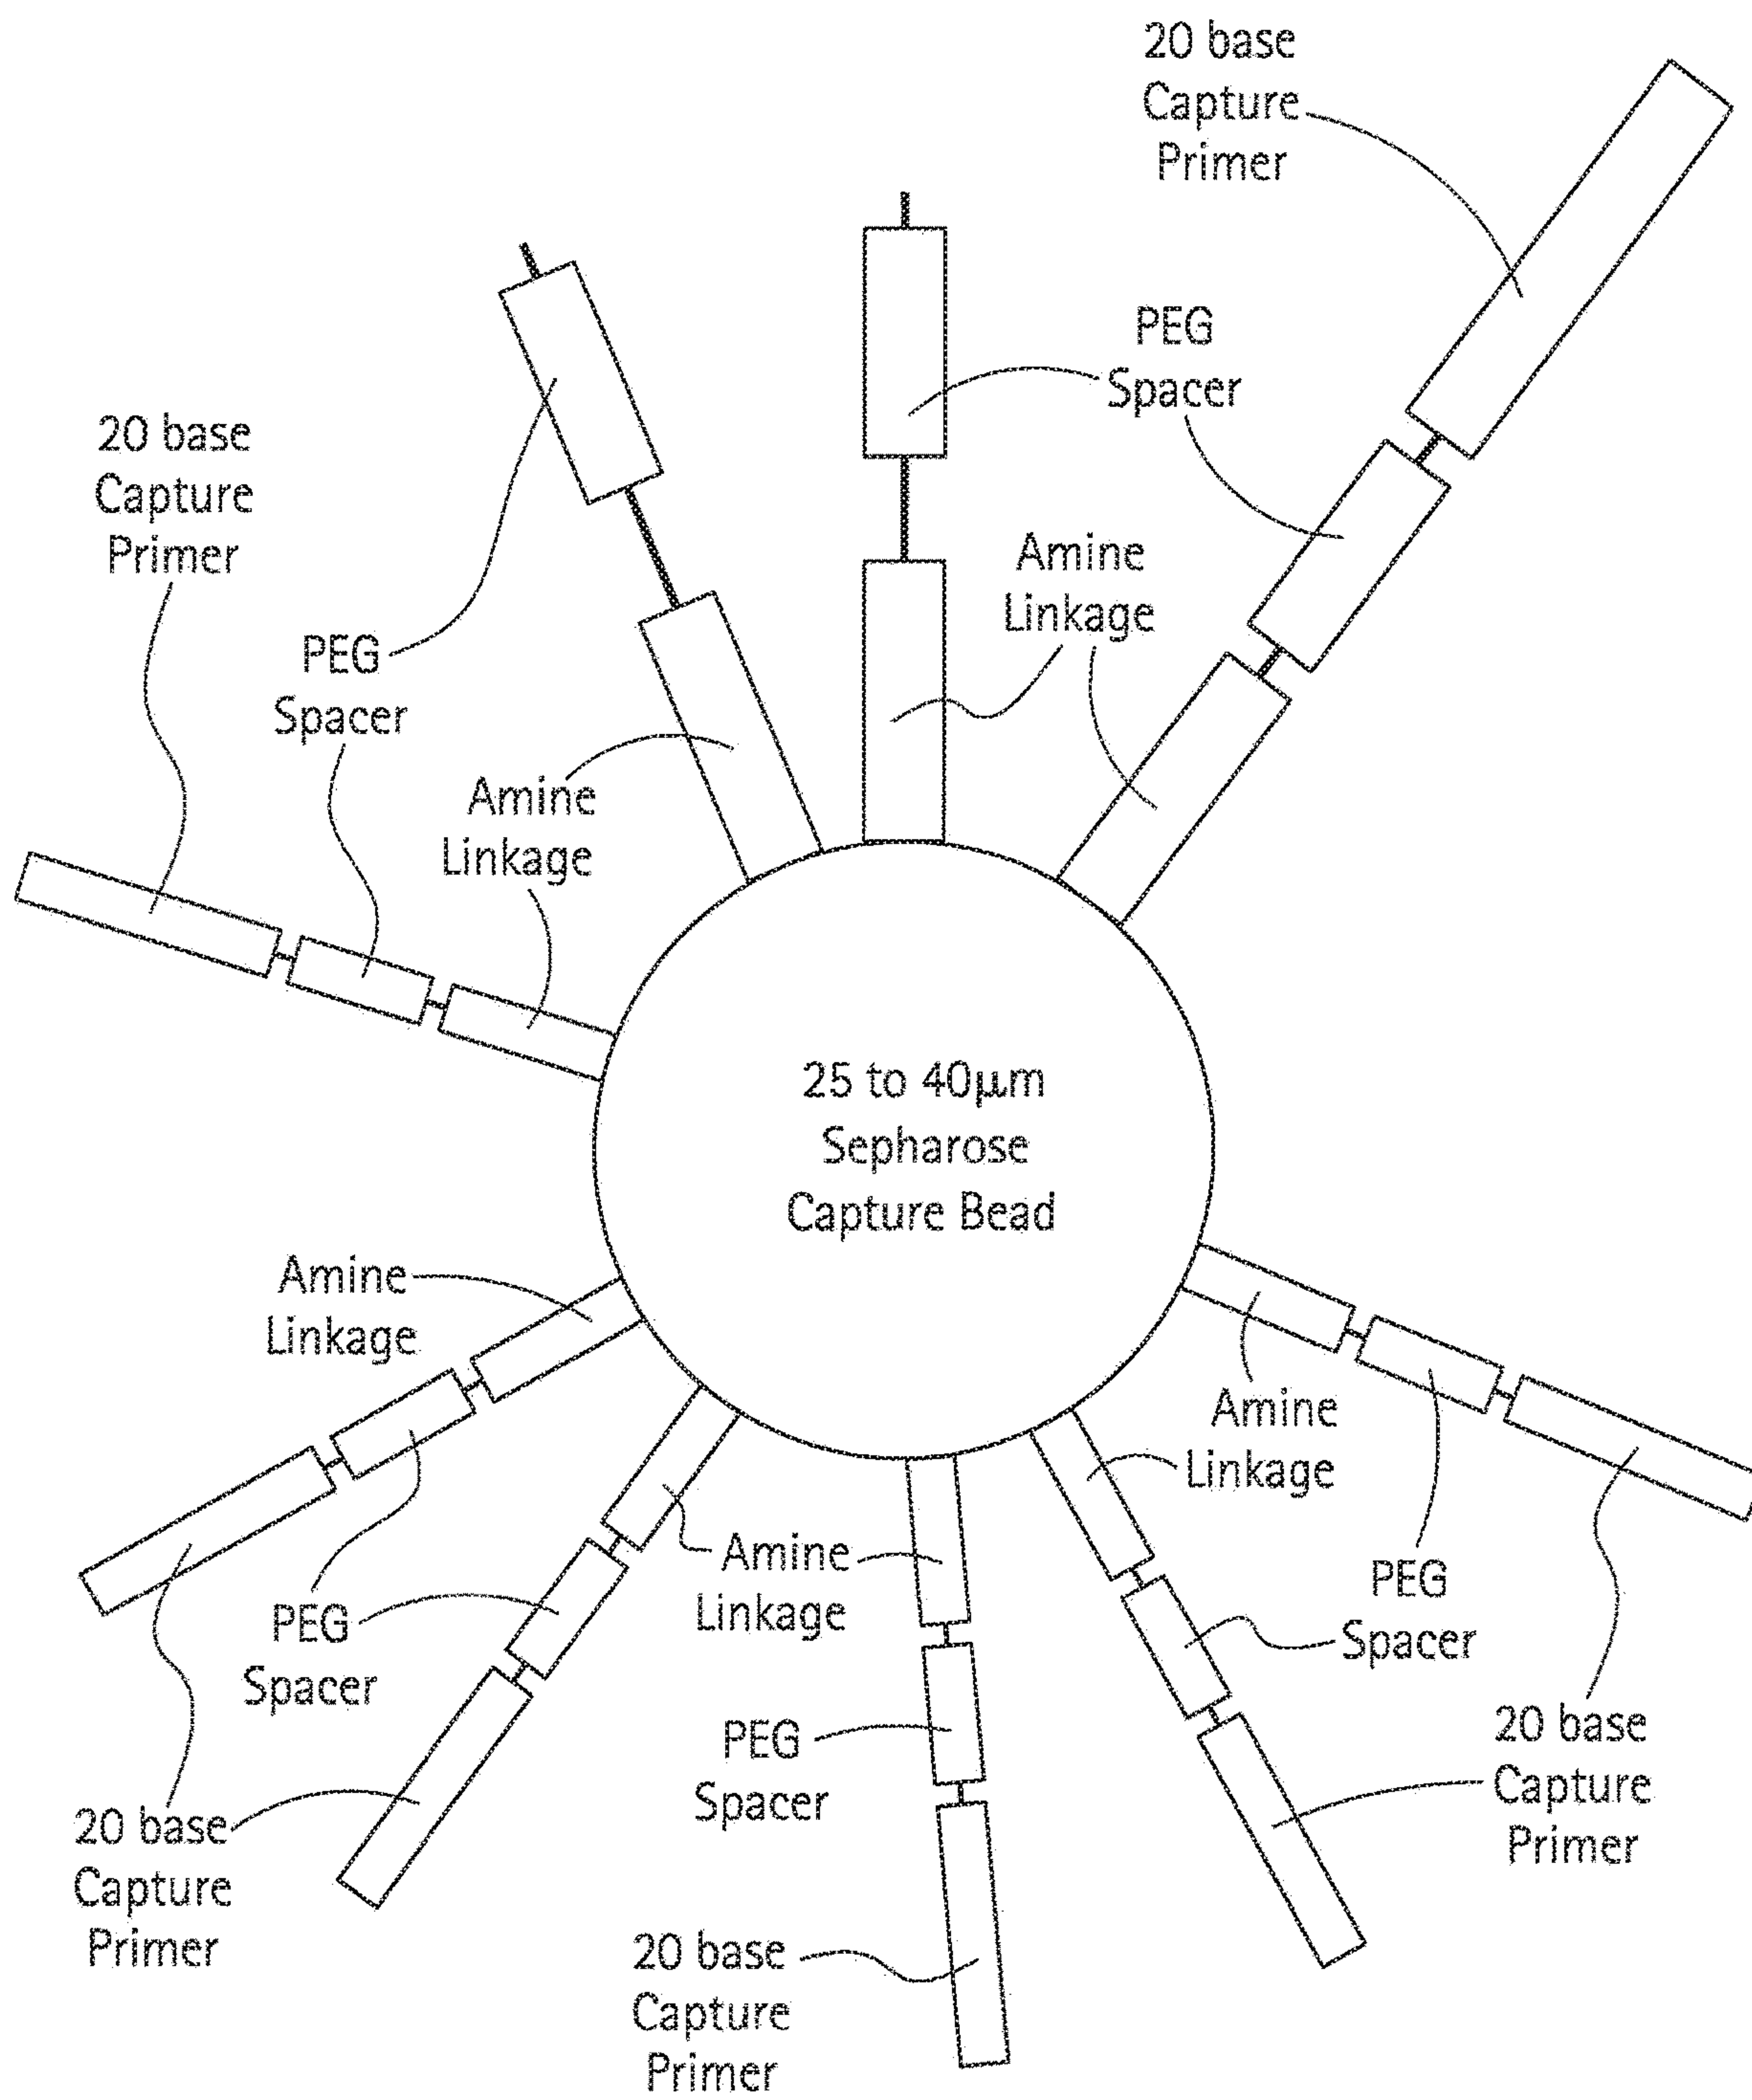 20 base
Capture
Primer
PEG
Spacer
20 base
Capture
Primer
Amine
Linkage
PEG
Spacer
Amine
Linkage
25 to 40μm
Sepharose
Capture Bead
Amine
Linkage
Amine
Linkage
Amine
Linkage
PEG
Spacer
PEG
Spacer
PEG
Spacer
20 base
Capture
Primer
20 base
Capture
Primer
20 base
Capture
Primer